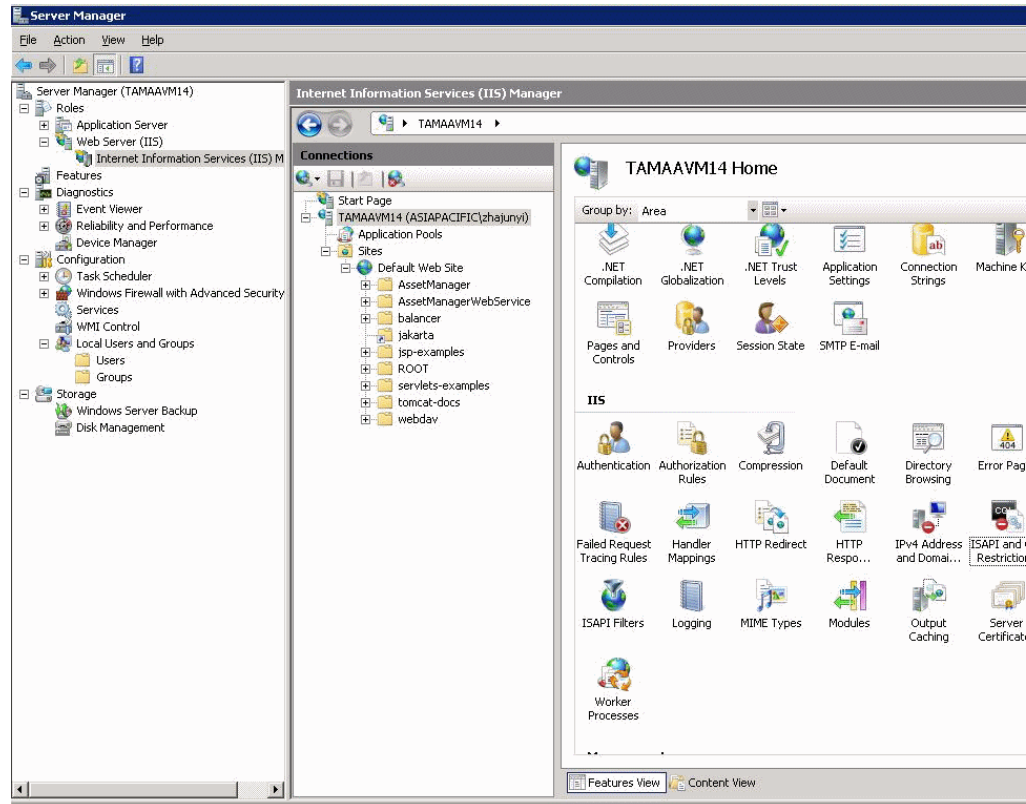 Server Manager
File Action View Help
Server Manager (TAMAAVM14)
Roles
Application Server
Web Server (IIS)
Internet Information Services (IIS) M
Features
Diagnostics
Event Viewer
Reliability and Performance
Device Manager
Configuration
Task Scheduler
Windows Firewall with Advanced Security
Services
WMI Control
Local Users and Groups
Users
Groups
Storage
Windows Server Backup
Disk Management
Internet Information Services (IIS) Manager
TAMAAVM14
Connections
Start Page
TAMAAVM14 (ASIAPACIFIC\zhajunyi)
Application Pools
Sites
Default Web Site
AssetManager
AssetManagerWebService
balancer
jakarta
jsp-examples
ROOT
servlets-examples
tomcat-docs
webdav
TAMAAVM14 Home
Group by: Area
.NET Compilation
.NET Globalization
.NET Trust Levels
Application Settings
Connection Strings
Machine K
Pages and Controls
Providers
Session State
SMTP E-mail
IIS
Authentication
Authorization Rules
Compression
Default Document
Directory Browsing
Error Pag
Failed Request Tracing Rules
Handler Mappings
HTTP Redirect
HTTP Respo...
IPv4 Address and Domai...
ISAPI and C
Restriction
ISAPI Filters
Logging
MIME Types
Modules
Output Caching
Server Certificate
Worker Processes
Features View
Content View